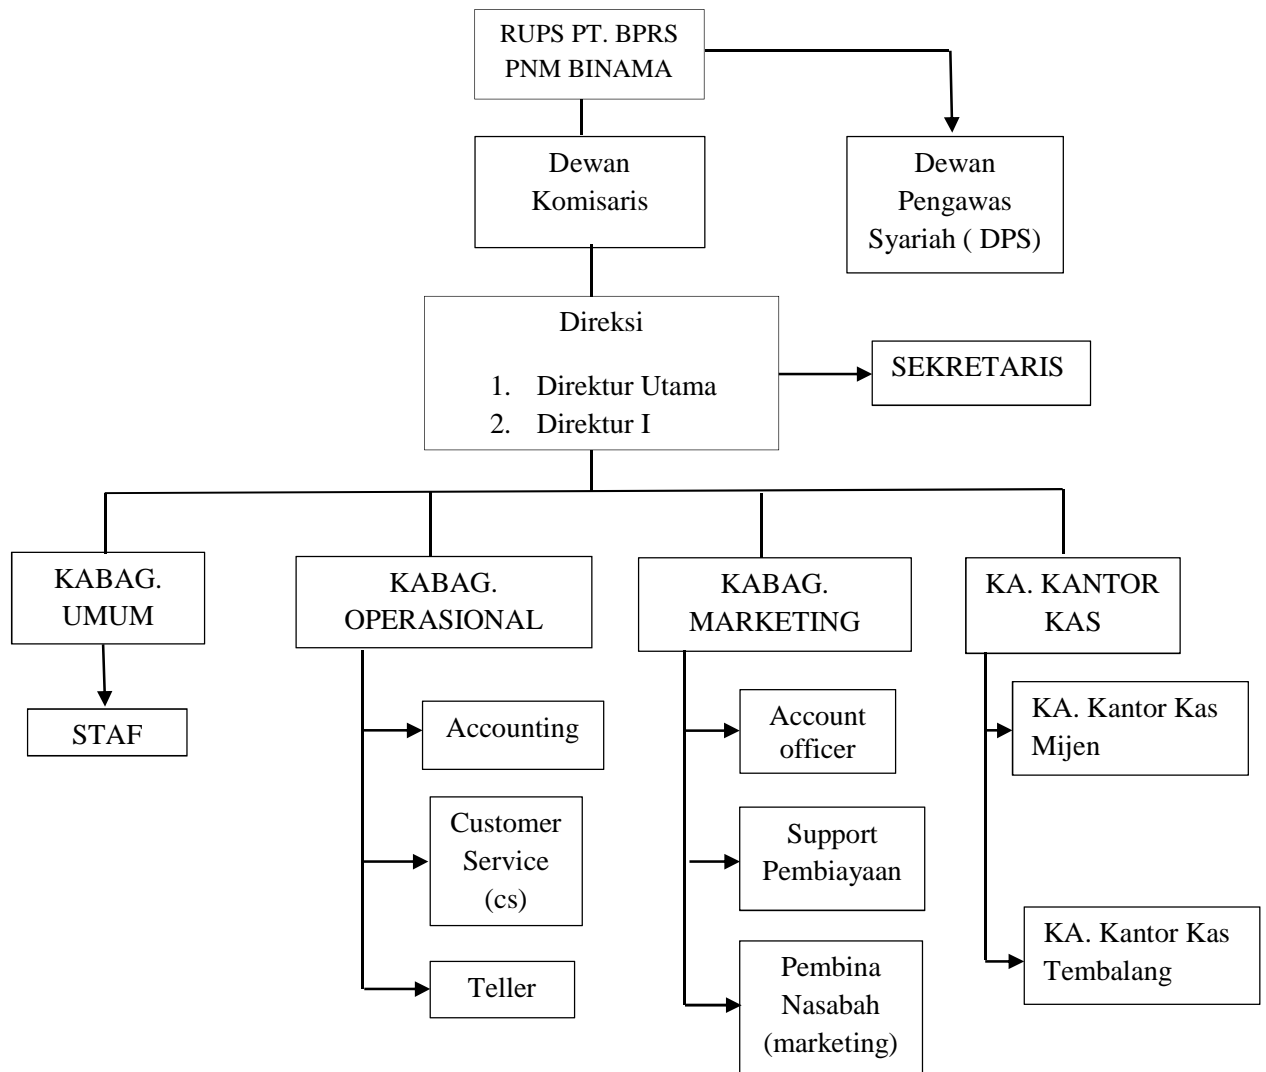 RUPS PT. BPRS
PNM BINAMA
Dewan
Komisaris
Dewan
Pengawas
Syariah ( DPS)
Direksi
1. Direktur Utama
2. Direktur I
SEKRETARIS
KABAG.
UMUM
KABAG.
OPERASIONAL
KABAG.
MARKETING
KA. KANTOR
KAS
STAF
Accounting
Customer
Service
(cs)
Teller
Account
officer
Support
Pembiayaan
Pembina
Nasabah
(marketing)
KA. Kantor Kas
Mijen
KA. Kantor Kas
Tembalang